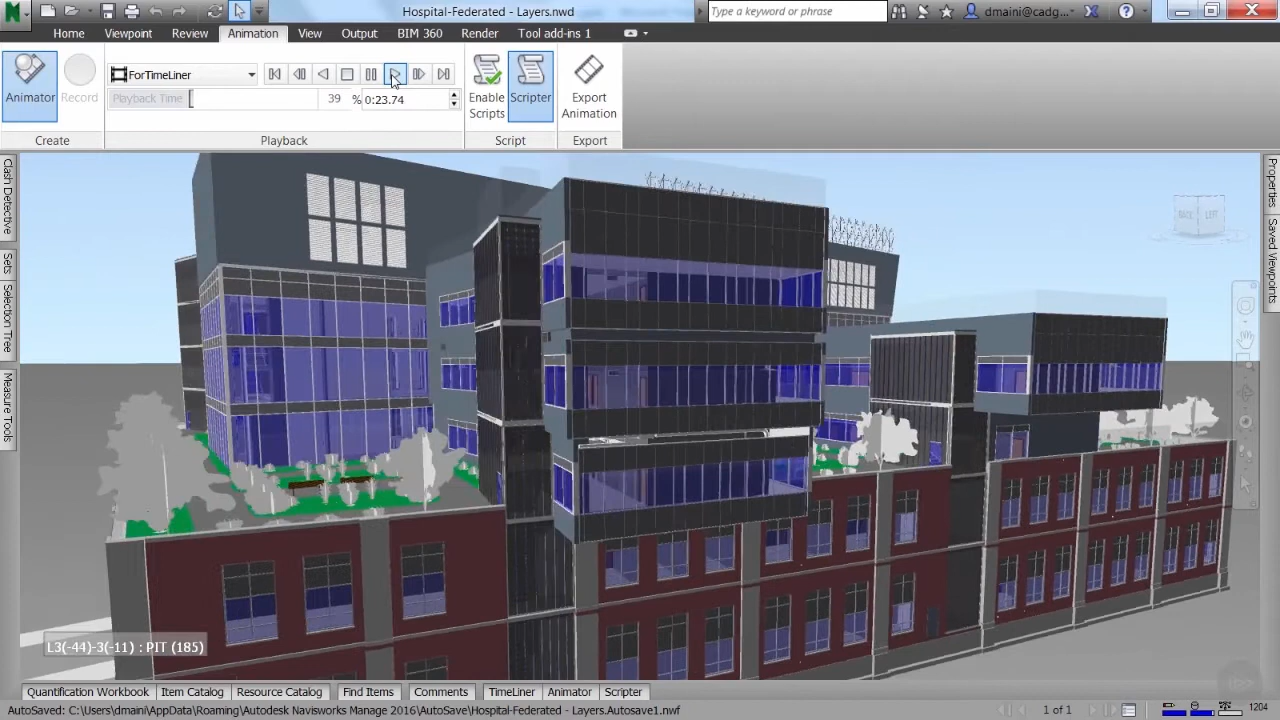 Hospital-Federated - Layers.nwd
Type a keyword or phrase
dmaini@cadg...
Home Viewpoint Review Animation View Output BIM 360 Render Tool add-ins 1
ForTimeLiner
Playback Time 39 % 0:23.74
Animator Record
Enable Scripts
Scripter
Export Animation
Create Playback Script Export
Clash Detective
Sets
Selection Tree
Measure Tools
Properties
Saved Viewpoints
BACK LEFT
L3(-44)-3(-11) : PIT (185)
Quantification Workbook Item Catalog Resource Catalog Find Items Comments TimeLiner Animator Scripter
AutoSaved: C:\Users\dmaini\AppData\Roaming\Autodesk Navisworks Manage 2016\AutoSave\Hospital-Federated - Layers.Autosave1.nwf
1 of 1
1204